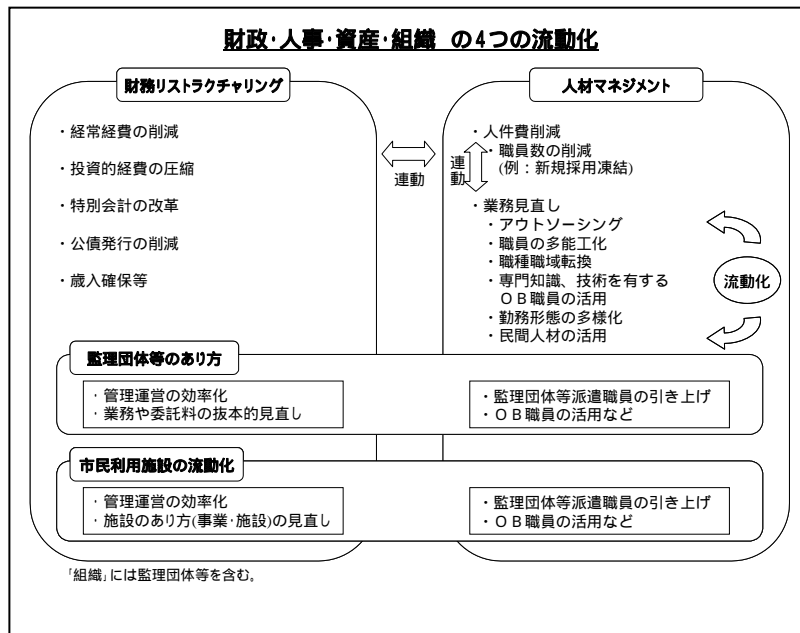 財政・人事・資産・組織 の4つの流動化
財務リストラクチャリング
・経常経費の削減
・投資的経費の圧縮
・特別会計の改革
・公債発行の削減
・歳入確保等
連動
人材マネジメント
・人件費削減
・職員数の削減
(例：新規採用凍結)
連動
・業務見直し
・アウトソーシング
・職員の多能工化
・職種職域転換
・専門知識、技術を有する
ＯＢ職員の活用
・勤務形態の多様化
・民間人材の活用
流動化
監理団体等のあり方
・管理運営の効率化
・業務や委託料の抜本的見直し
・監理団体等派遣職員の引き上げ
・ＯＢ職員の活用など
市民利用施設の流動化
・管理運営の効率化
・施設のあり方(事業・施設)の見直し
・監理団体等派遣職員の引き上げ
・ＯＢ職員の活用など
「組織」には監理団体等を含む。